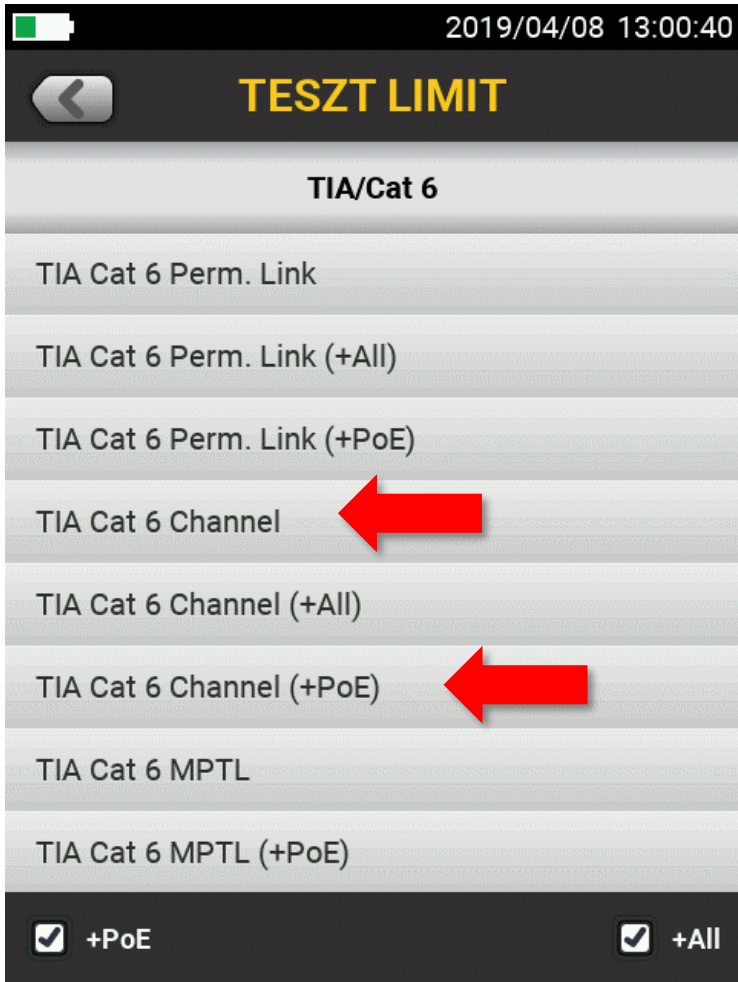 2019/04/08 13:00:40
TESZT LIMIT
TIA/Cat 6
TIA Cat 6 Perm. Link
TIA Cat 6 Perm. Link (+All)
TIA Cat 6 Perm. Link (+PoE)
TIA Cat 6 Channel
TIA Cat 6 Channel (+All)
TIA Cat 6 Channel (+PoE)
TIA Cat 6 MPTL
TIA Cat 6 MPTL (+PoE)
+PoE +All